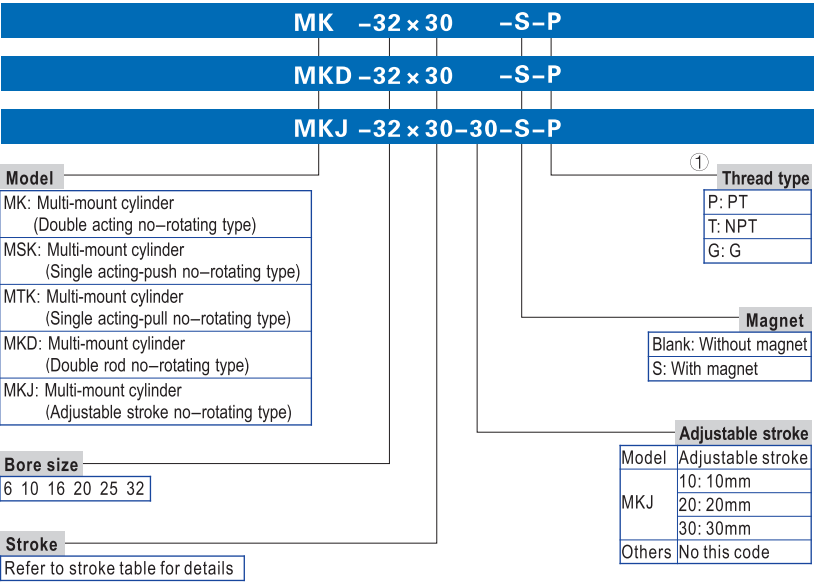 MK -32×30 -S-P
MKD -32×30 -S-P
MKJ -32×30-30-S-P
Model
MK: Multi-mount cylinder
(Double acting no-rotating type)
MSK: Multi-mount cylinder
(Single acting-push no-rotating type)
MTK: Multi-mount cylinder
(Single acting-pull no-rotating type)
MKD: Multi-mount cylinder
(Double rod no-rotating type)
MKJ: Multi-mount cylinder
(Adjustable stroke no-rotating type)
Bore size
6 10 16 20 25 32
Stroke
Refer to stroke table for details
①
Thread type
P: PT
T: NPT
G: G
Magnet
Blank: Without magnet
S: With magnet
Adjustable stroke
Model Adjustable stroke
MKJ
10: 10mm
20: 20mm
30: 30mm
Others No this code